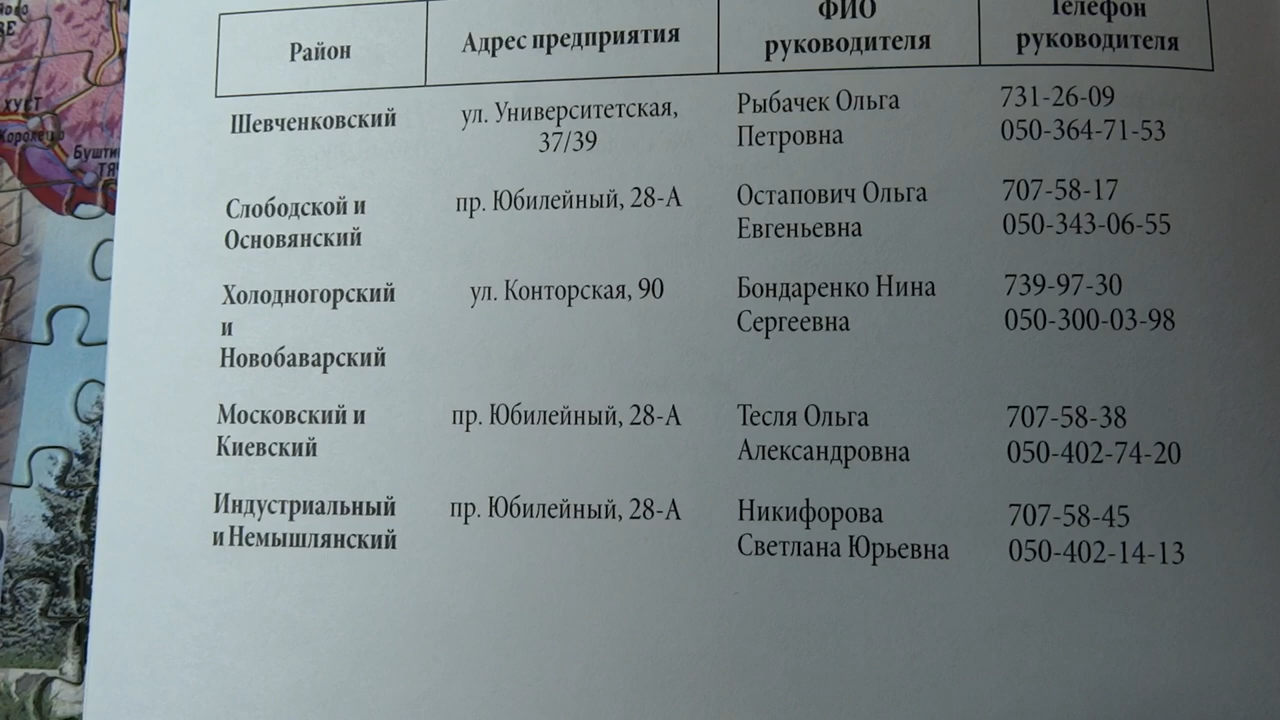 Район
Адрес предприятия
ФИО
руководителя
Телефон
руководителя
Шевченковский
ул. Университетская,
37/39
Рыбачек Ольга
Петровна
731-26-09
050-364-71-53
Слободской и
Основянский
пр. Юбилейный, 28-А
Остапович Ольга
Евгеньевна
707-58-17
050-343-06-55
Холодногорский
и
Новобаварский
ул. Конторская, 90
Бондаренко Нина
Сергеевна
739-97-30
050-300-03-98
Московский и
Киевский
пр. Юбилейный, 28-А
Тесля Ольга
Александровна
707-58-38
050-402-74-20
Индустриальный
и Немышлянский
пр. Юбилейный, 28-А
Никифорова
Светлана Юрьевна
707-58-45
050-402-14-13
ХУСТ